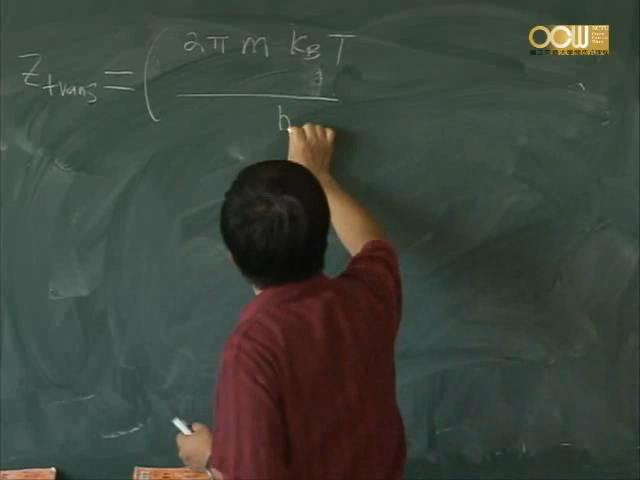 Z_trans = ( 2π m k_B T / h
OCW